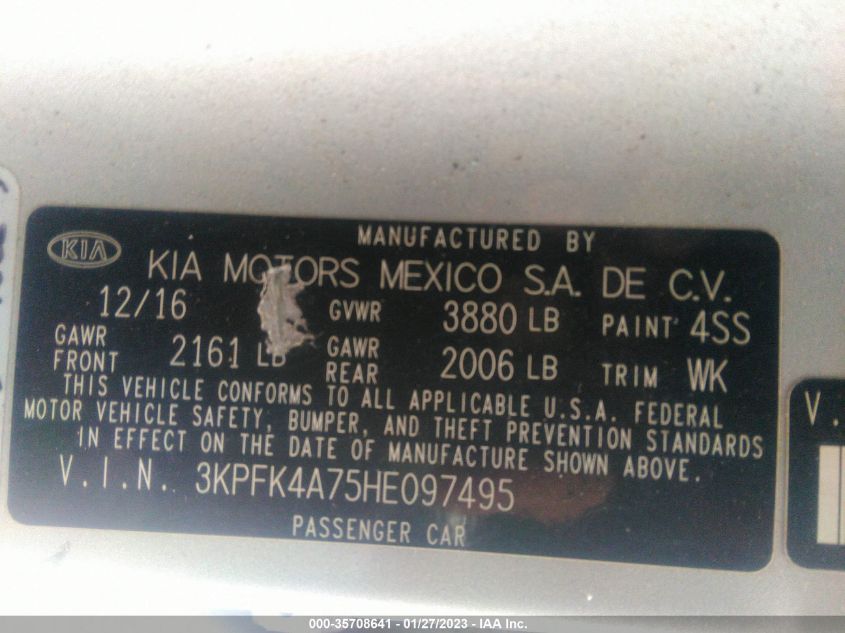 MANUFACTURED BY
KIA
KIA MOTORS MEXICO S.A. DE C.V.
12/16 GVWR 3880 LB PAINT 4SS
GAWR FRONT 2161 LB GAWR REAR 2006 LB TRIM WK
THIS VEHICLE CONFORMS TO ALL APPLICABLE U.S.A. FEDERAL
MOTOR VEHICLE SAFETY, BUMPER, AND THEFT PREVENTION STANDARDS
IN EFFECT ON THE DATE OF MANUFACTURE SHOWN ABOVE.
V.I.N. 3KPFK4A75HE097495
PASSENGER CAR
V.
000-35708641 - 01/27/2023 - IAA Inc.